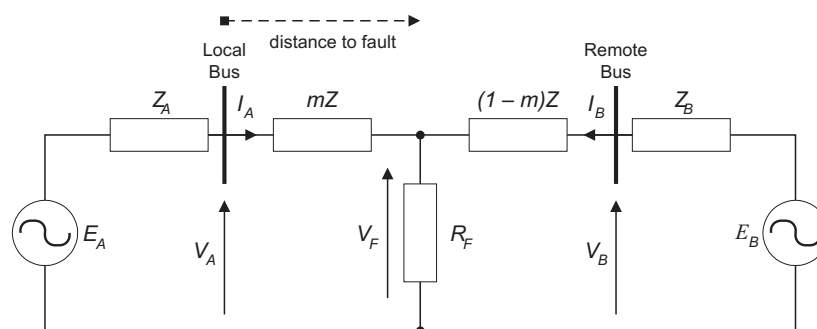 distance to fault
Local
Bus
Remote
Bus
Z_A
I_A
mZ
(1 – m)Z
I_B
Z_B
E_A
V_A
V_F
R_F
V_B
E_B